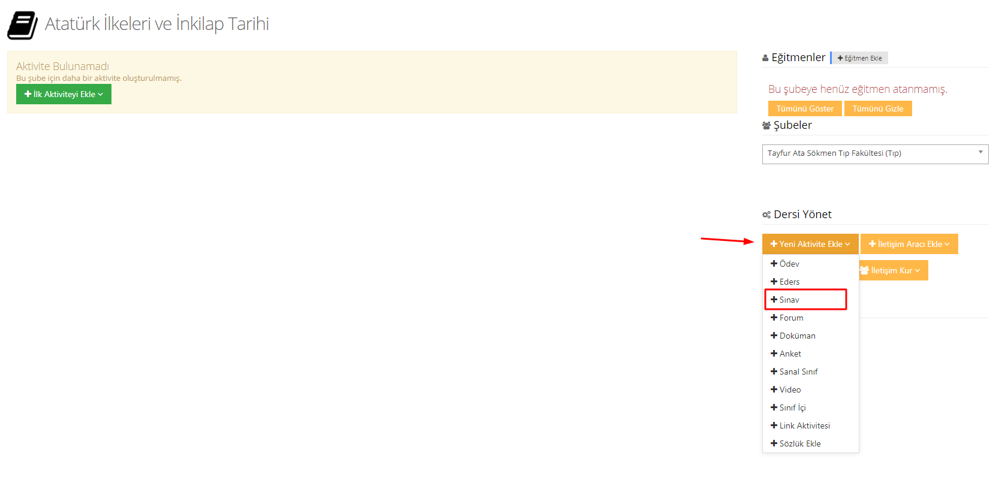 Atatürk İlkeleri ve İnkilap Tarihi
Aktivite Bulunamadı
Bu şube için daha bir aktivite oluşturulmamış.
İlk Aktiviteyi Ekle
Eğitmenler
Eğitmen Ekle
Bu şubeye henüz eğitmen atanmamış.
Tümünü Göster
Tümünü Gizle
Şubeler
Tayfur Ata Sökmen Tıp Fakültesi (Tıp)
Dersi Yönet
Yeni Aktivite Ekle
İletişim Aracı Ekle
İletişim Kur
Ödev
Eders
Sınav
Forum
Doküman
Anket
Sanal Sınıf
Video
Sınıf İçi
Link Aktivitesi
Sözlük Ekle